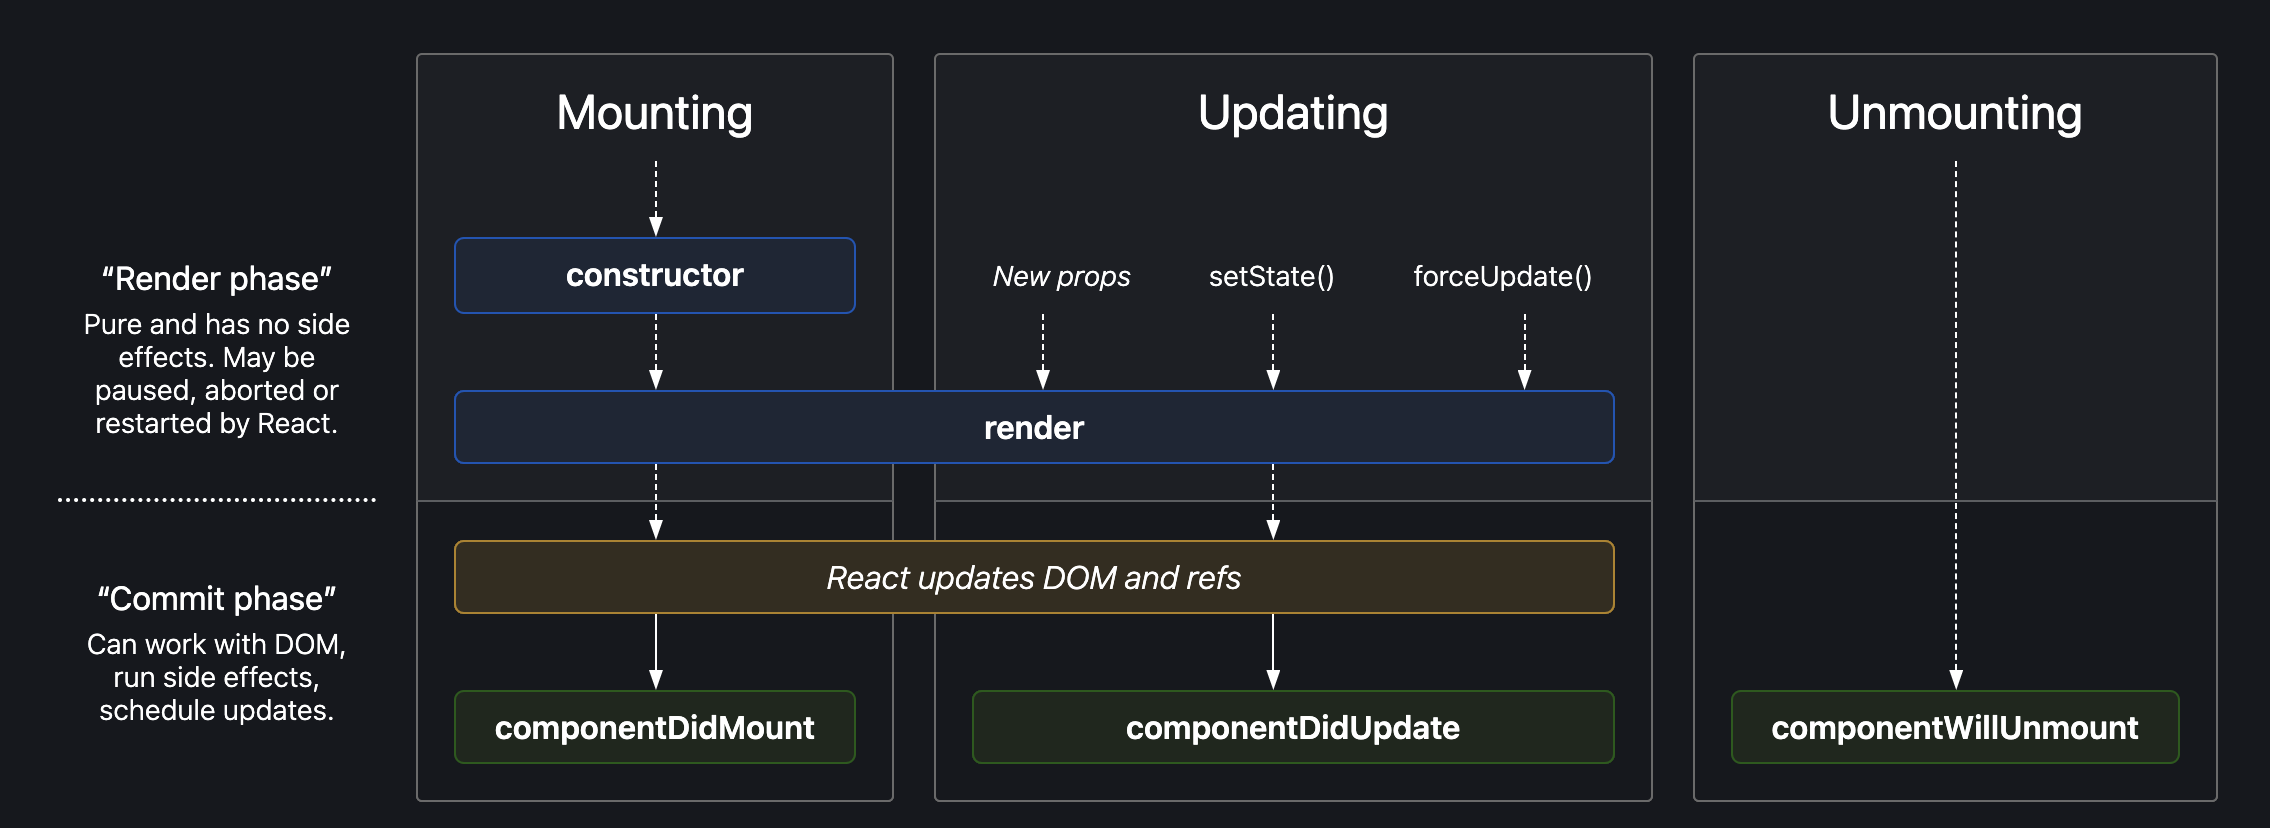 Mounting
Updating
Unmounting
“Render phase”
Pure and has no side
effects. May be
paused, aborted or
restarted by React.
constructor
New props
setState()
forceUpdate()
render
“Commit phase”
Can work with DOM,
run side effects,
schedule updates.
React updates DOM and refs
componentDidMount
componentDidUpdate
componentWillUnmount